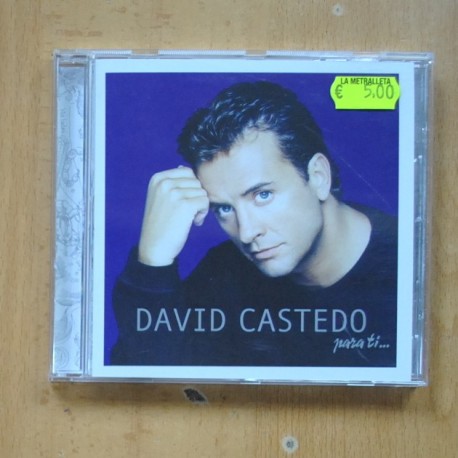 LA METRALLETA
€ 5,00
DAVID CASTEDO
para ti...